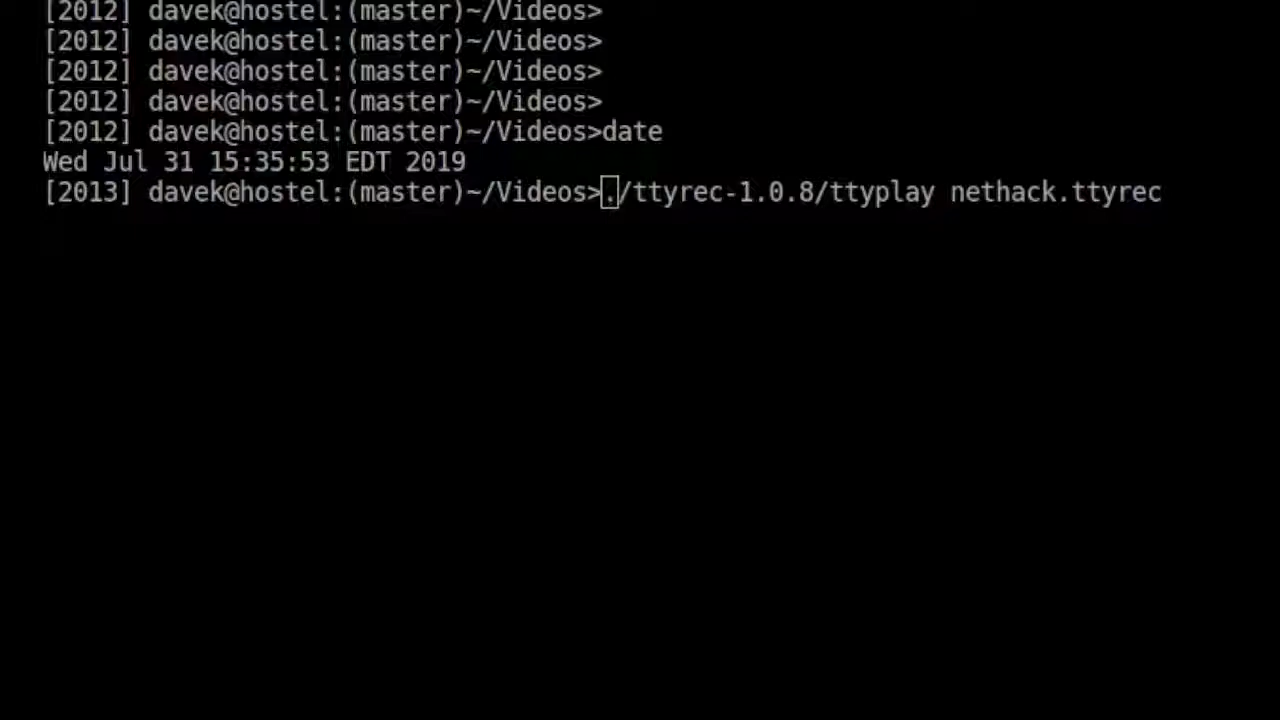 [2012] davek@hostel:(master)~/Videos>
[2012] davek@hostel:(master)~/Videos>
[2012] davek@hostel:(master)~/Videos>
[2012] davek@hostel:(master)~/Videos>
[2012] davek@hostel:(master)~/Videos>date
Wed Jul 31 15:35:53 EDT 2019
[2013] davek@hostel:(master)~/Videos>./ttyrec-1.0.8/ttyplay nethack.ttyrec